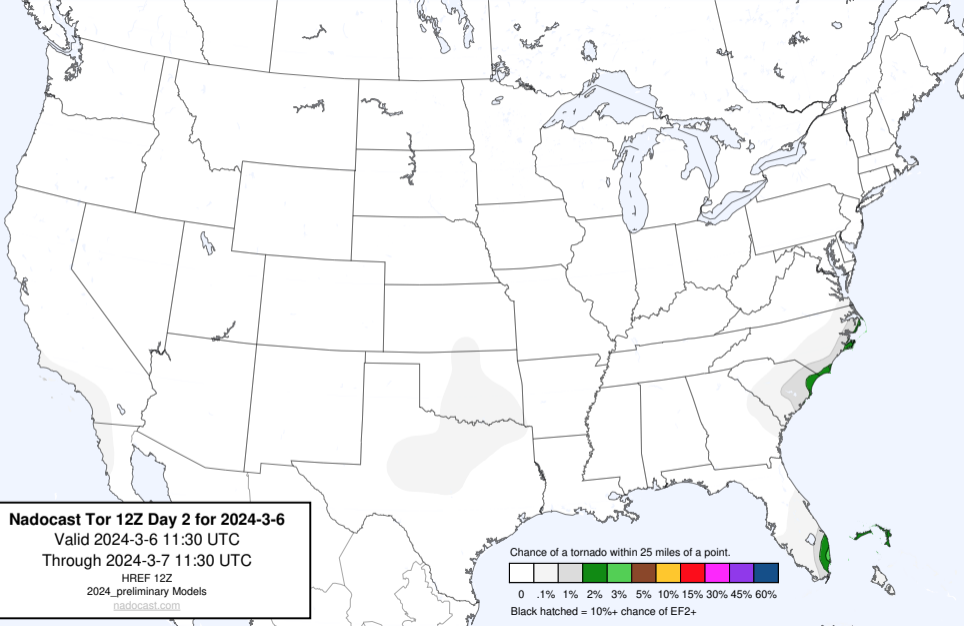 Nadocast Tor 12Z Day 2 for 2024-3-6
Valid 2024-3-6 11:30 UTC
Through 2024-3-7 11:30 UTC
HREF 12Z
2024_preliminary Models
nadocast.com
Chance of a tornado within 25 miles of a point.
0 .1% 1% 2% 3% 5% 10% 15% 30% 45% 60%
Black hatched = 10%+ chance of EF2+